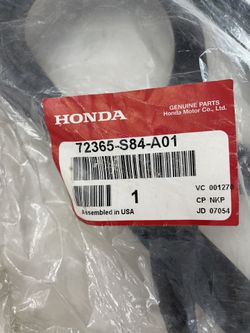 HONDA
GENUINE PARTS
Honda Motor Co., Ltd.
72365-S84-A01
1
Assembled in USA
VC 001270
CP NKP
JD 07054